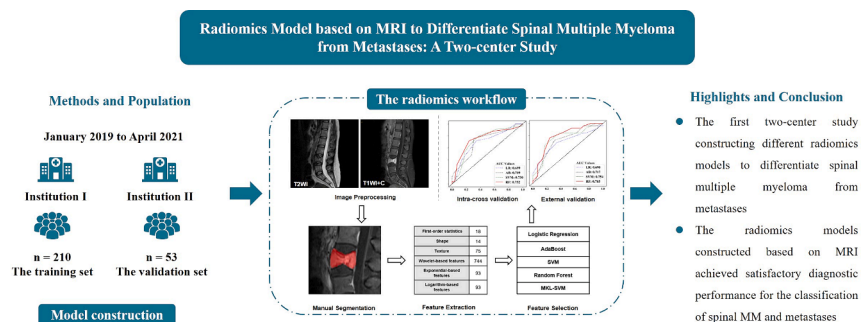 Radiomics Model based on MRI to Differentiate Spinal Multiple Myeloma
from Metastases: A Two-center Study
Methods and Population
January 2019 to April 2021
Institution I
Institution II
n = 210
The training set
n = 53
The validation set
Model construction
The radiomics workflow
T2WI
T1WI+C
Image Preprocessing
AUC Values
AUC Values
Intra-cross validation
External validation
Manual Segmentation
First-order statistics 18
Shape 14
Texture 75
Wavelet-based features 744
Exponential-based
features 93
Logarithm-based
features 93
Feature Extraction
Logistic Regression
AdaBoost
SVM
Random Forest
MKL-SVM
Feature Selection
Highlights and Conclusion
The first two-center study
constructing different radiomics
models to differentiate spinal
multiple myeloma from
metastases
The radiomics models
constructed based on MRI
achieved satisfactory diagnostic
performance for the classification
of spinal MM and metastases